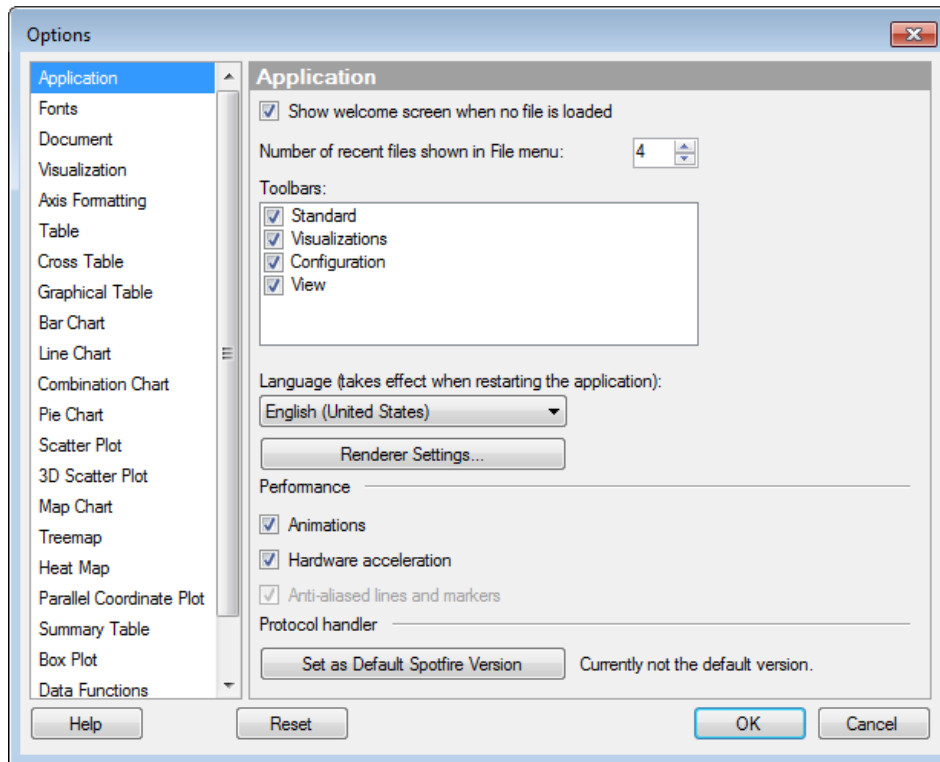 Options
Application
Fonts
Document
Visualization
Axis Formatting
Table
Cross Table
Graphical Table
Bar Chart
Line Chart
Combination Chart
Pie Chart
Scatter Plot
3D Scatter Plot
Map Chart
Treemap
Heat Map
Parallel Coordinate Plot
Summary Table
Box Plot
Data Functions
Application
Show welcome screen when no file is loaded
Number of recent files shown in File menu: 4
Toolbars:
Standard
Visualizations
Configuration
View
Language (takes effect when restarting the application):
English (United States)
Renderer Settings...
Performance
Animations
Hardware acceleration
Anti-aliased lines and markers
Protocol handler
Set as Default Spotfire Version Currently not the default version.
Help Reset OK Cancel